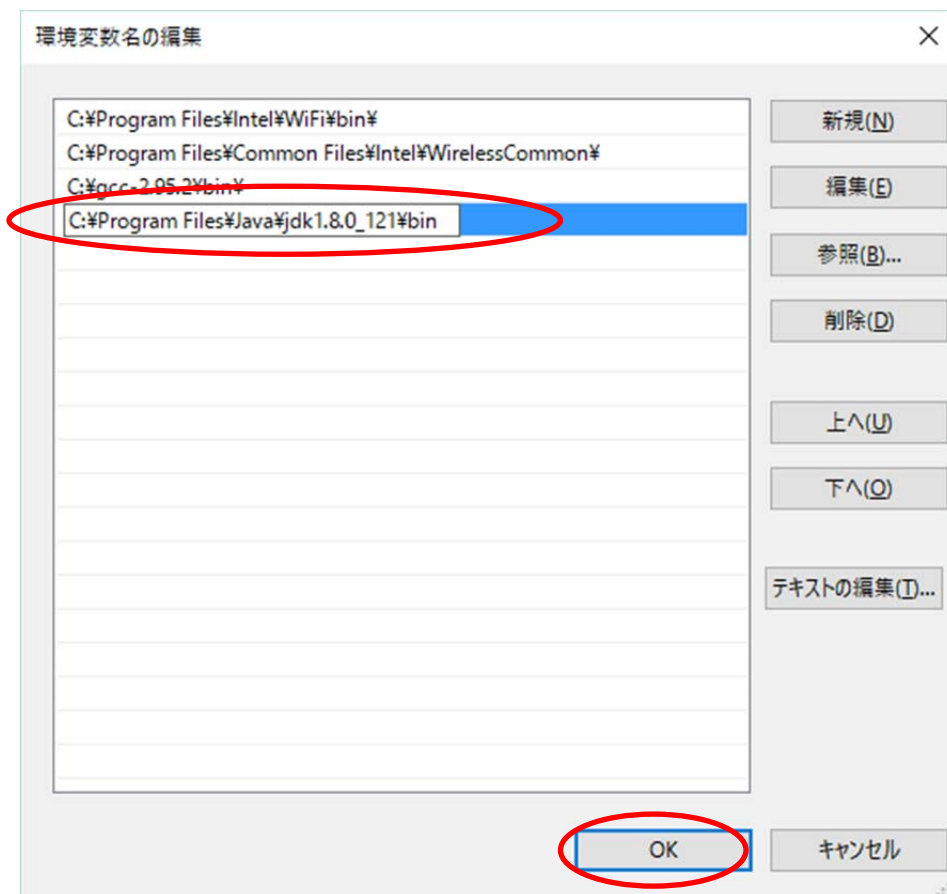 環境変数名の編集
C:¥Program Files¥Intel¥WiFi¥bin¥
C:¥Program Files¥Common Files¥Intel¥WirelessCommon¥
C:¥gcc-2.95.2¥bin¥
C:¥Program Files¥Java¥jdk1.8.0_121¥bin
新規(N)
編集(E)
参照(B)...
削除(D)
上へ(U)
下へ(O)
テキストの編集(T)...
OK
キャンセル